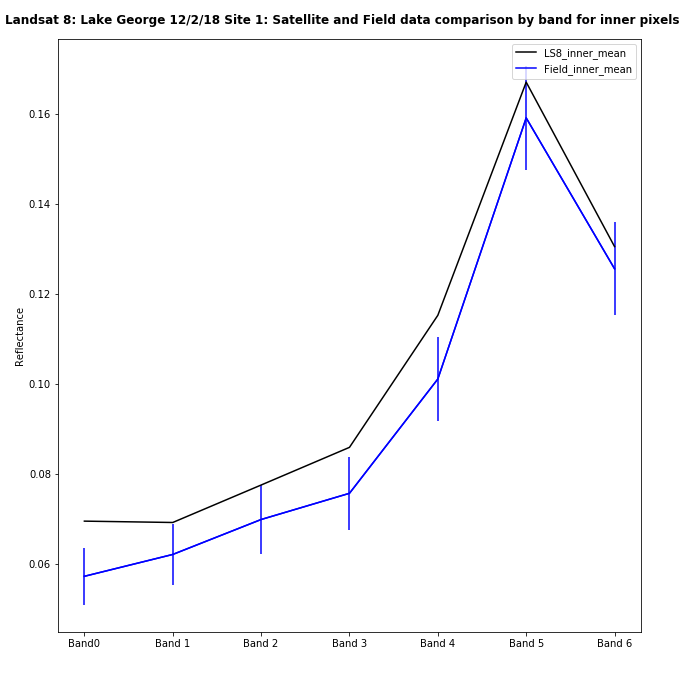 Landsat 8: Lake George 12/2/18 Site 1: Satellite and Field data comparison by band for inner pixels
LS8_inner_mean
Field_inner_mean
Reflectance
0.16
0.14
0.12
0.10
0.08
0.06
Band0 Band 1 Band 2 Band 3 Band 4 Band 5 Band 6